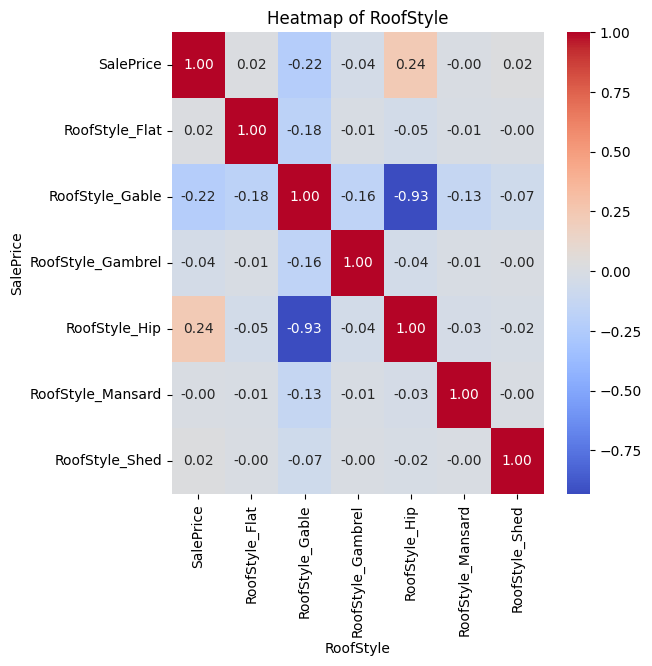 Heatmap of RoofStyle
SalePrice 1.00 0.02 -0.22 -0.04 0.24 -0.00 0.02
RoofStyle_Flat 0.02 1.00 -0.18 -0.01 -0.05 -0.01 -0.00
RoofStyle_Gable -0.22 -0.18 1.00 -0.16 -0.93 -0.13 -0.07
RoofStyle_Gambrel -0.04 -0.01 -0.16 1.00 -0.04 -0.01 -0.00
RoofStyle_Hip 0.24 -0.05 -0.93 -0.04 1.00 -0.03 -0.02
RoofStyle_Mansard -0.00 -0.01 -0.13 -0.01 -0.03 1.00 -0.00
RoofStyle_Shed 0.02 -0.00 -0.07 -0.00 -0.02 -0.00 1.00
SalePrice
SalePrice
RoofStyle_Flat
RoofStyle_Gable
RoofStyle_Gambrel
RoofStyle_Hip
RoofStyle_Mansard
RoofStyle_Shed
RoofStyle
1.00
0.75
0.50
0.25
0.00
−0.25
−0.50
−0.75